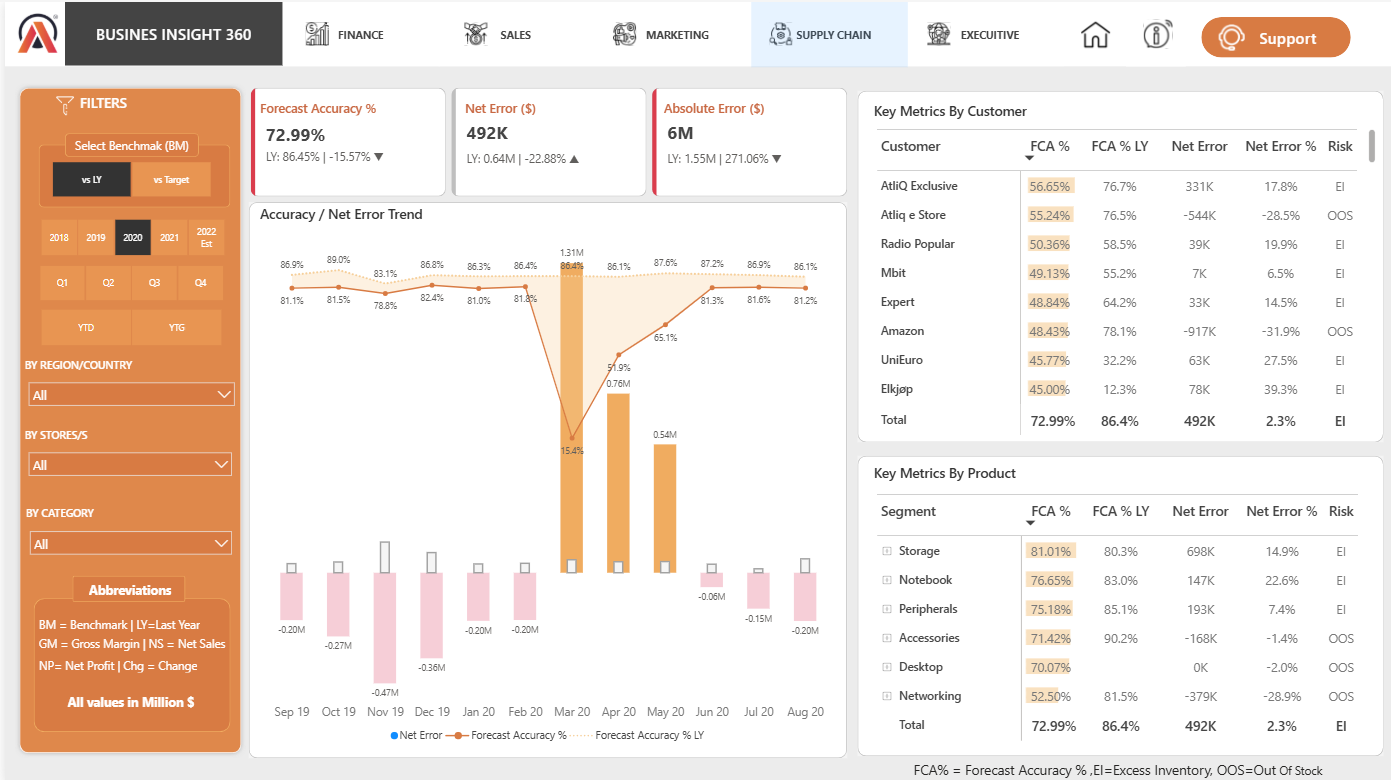 BUSINES INSIGHT 360
FINANCE
SALES
MARKETING
SUPPLY CHAIN
EXECUTIVE
Support
FILTERS
Select Benchmak (BM)
vs LY
vs Target
2018 2019 2020 2021 2022 Est
Q1 Q2 Q3 Q4
YTD YTG
BY REGION/COUNTRY
All
BY STORES/S
All
BY CATEGORY
All
Abbreviations
BM = Benchmark | LY=Last Year
GM = Gross Margin | NS = Net Sales
NP= Net Profit | Chg = Change
All values in Million $
Forecast Accuracy %
72.99%
LY: 86.45% | -15.57% ▼
Net Error ($)
492K
LY: 0.64M | -22.88% ▲
Absolute Error ($)
6M
LY: 1.55M | 271.06% ▼
Accuracy / Net Error Trend
1.31M
86.9% 89.0% 83.1% 86.8% 86.3% 86.4% 86.4% 86.1% 87.6% 87.2% 86.9% 86.1%
81.1% 81.5% 78.8% 82.4% 81.0% 81.8% 15.4% 51.9% 65.1% 81.3% 81.6% 81.2%
0.76M
0.54M
-0.20M -0.27M -0.47M -0.36M -0.20M -0.20M -0.06M -0.15M -0.20M
Sep 19 Oct 19 Nov 19 Dec 19 Jan 20 Feb 20 Mar 20 Apr 20 May 20 Jun 20 Jul 20 Aug 20
Net Error Forecast Accuracy % Forecast Accuracy % LY
Key Metrics By Customer
Customer FCA % FCA % LY Net Error Net Error % Risk
AtliQ Exclusive 56.65% 76.7% 331K 17.8% EI
Atliq e Store 55.24% 76.5% -544K -28.5% OOS
Radio Popular 50.36% 58.5% 39K 19.9% EI
Mbit 49.13% 55.2% 7K 6.5% EI
Expert 48.84% 64.2% 33K 14.5% EI
Amazon 48.43% 78.1% -917K -31.9% OOS
UniEuro 45.77% 32.2% 63K 27.5% EI
Elkjøp 45.00% 12.3% 78K 39.3% EI
Total 72.99% 86.4% 492K 2.3% EI
Key Metrics By Product
Segment FCA % FCA % LY Net Error Net Error % Risk
Storage 81.01% 80.3% 698K 14.9% EI
Notebook 76.65% 83.0% 147K 22.6% EI
Peripherals 75.18% 85.1% 193K 7.4% EI
Accessories 71.42% 90.2% -168K -1.4% OOS
Desktop 70.07% 0K -2.0% OOS
Networking 52.50% 81.5% -379K -28.9% OOS
Total 72.99% 86.4% 492K 2.3% EI
FCA% = Forecast Accuracy % ,EI=Excess Inventory, OOS=Out Of Stock